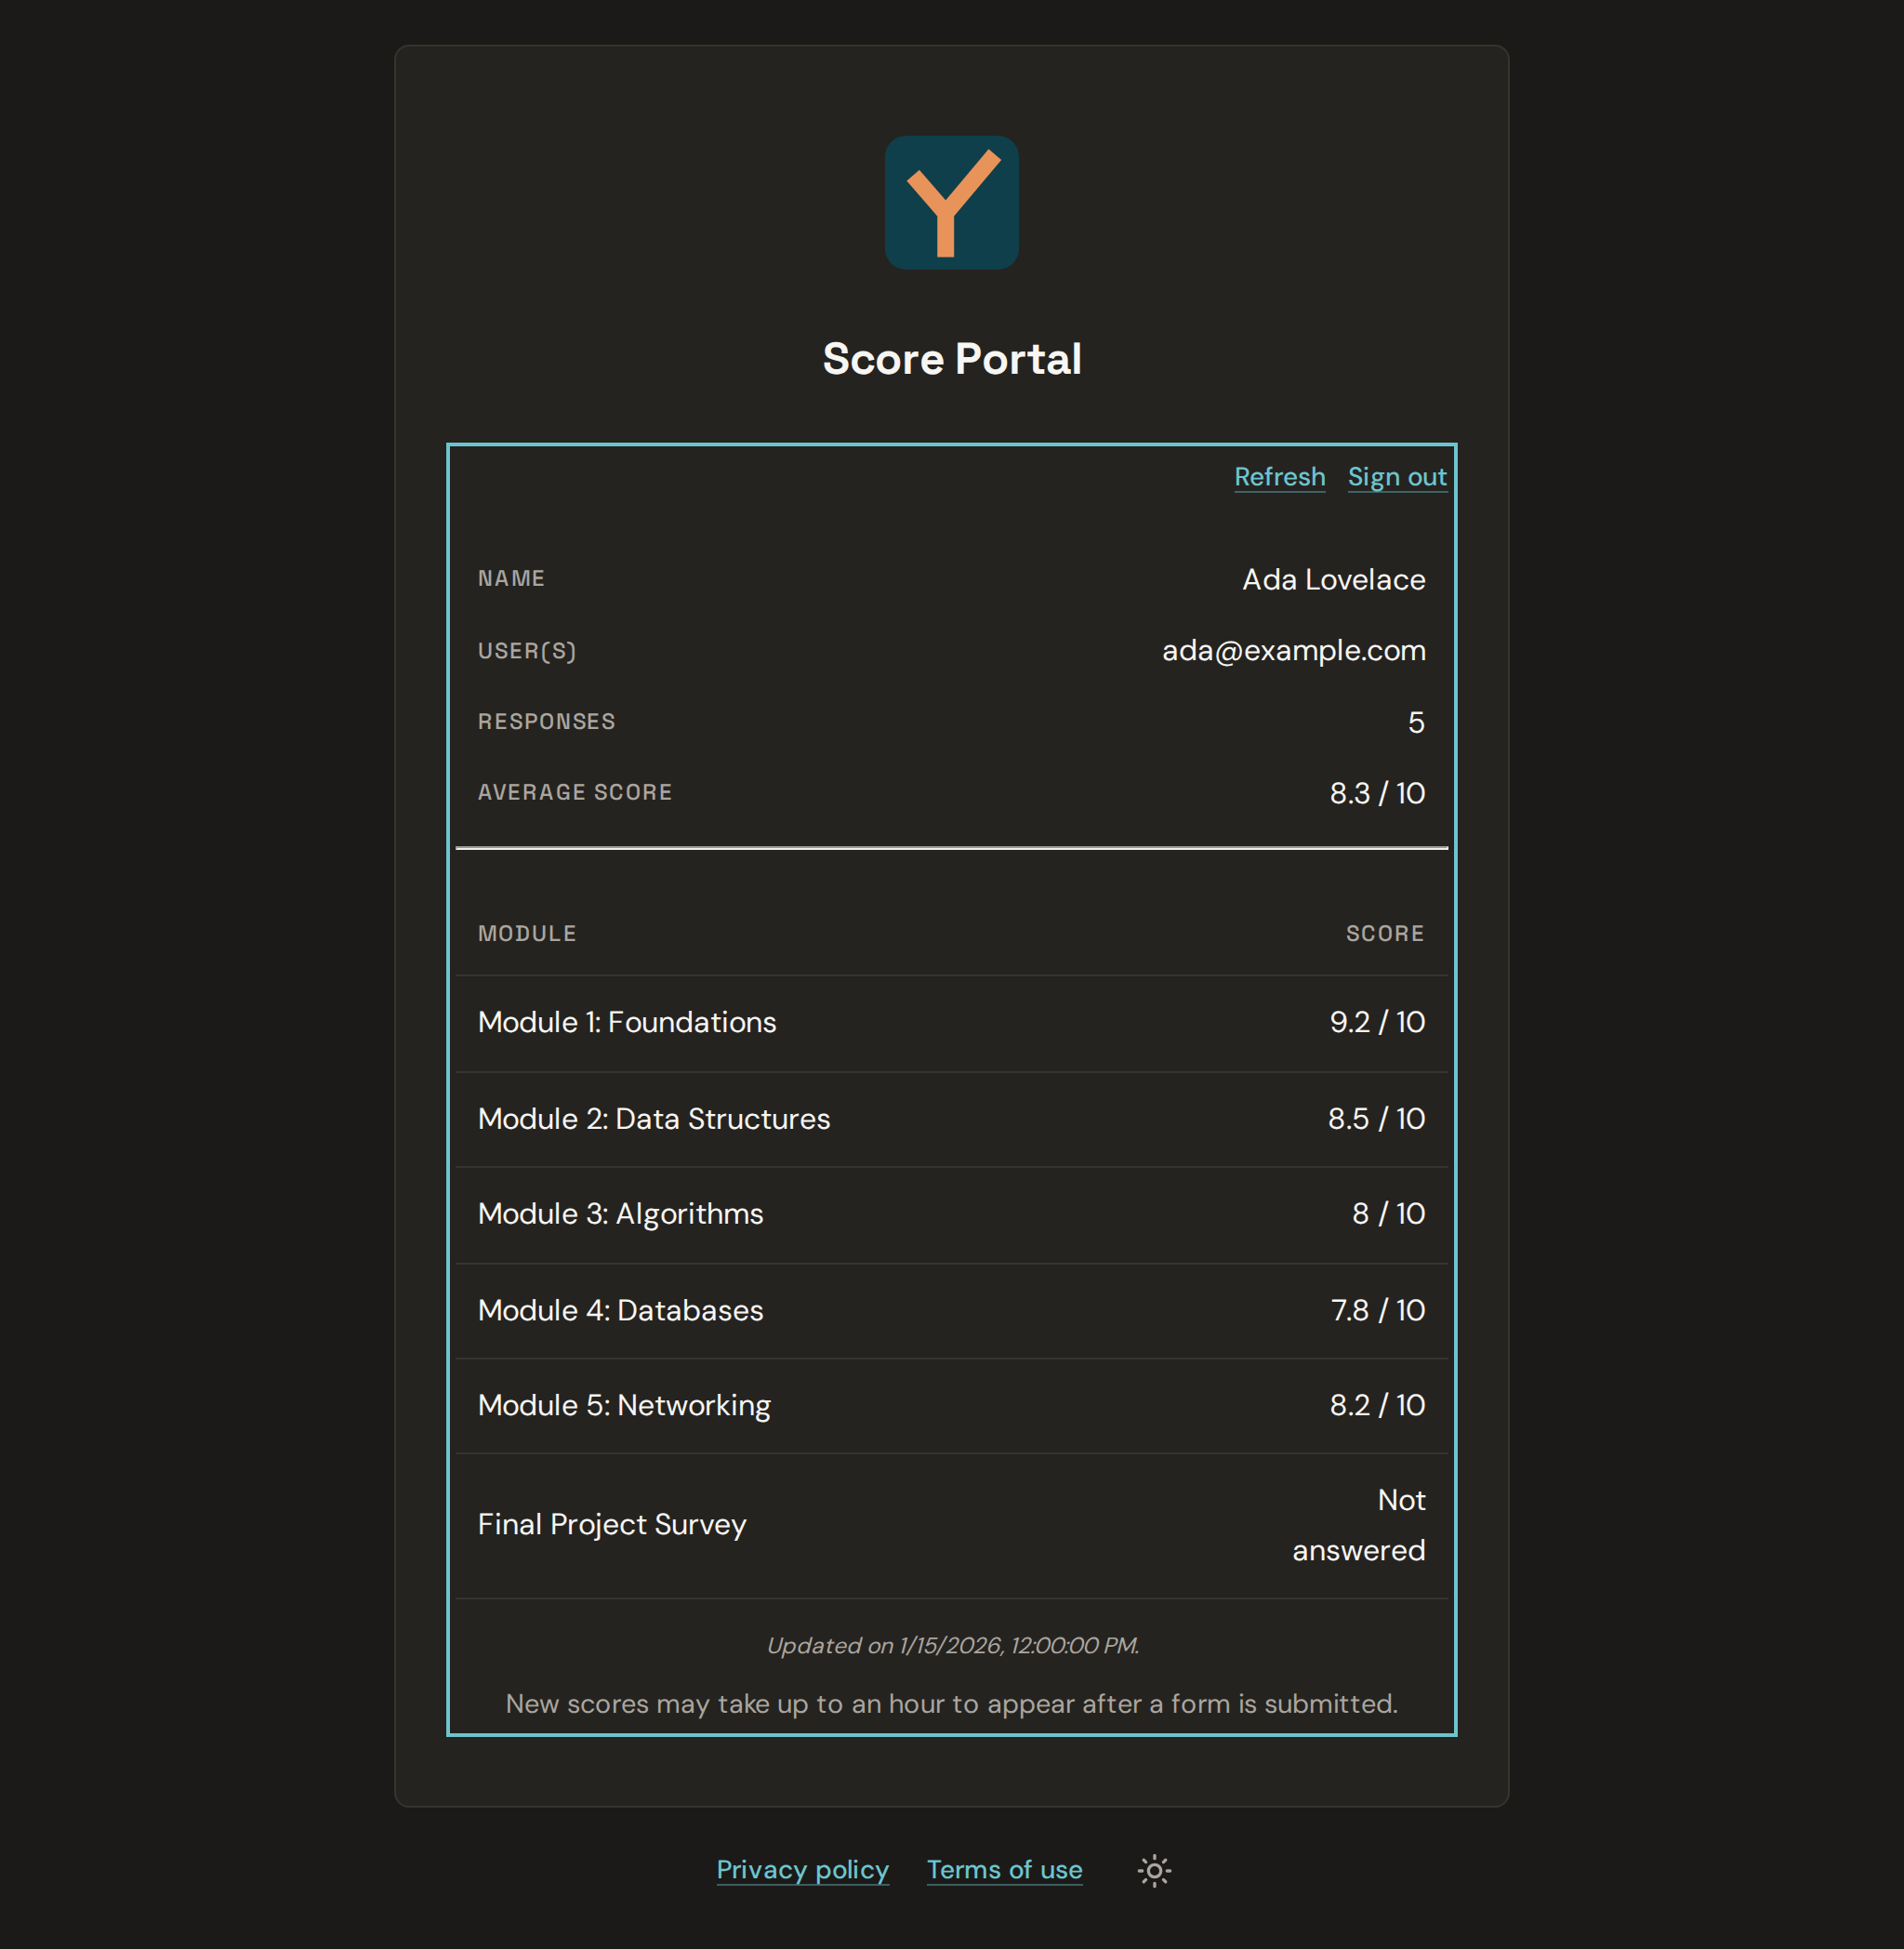 Y
Score Portal
Refresh Sign out
NAME Ada Lovelace
USER(S) ada@example.com
RESPONSES 5
AVERAGE SCORE 8.3 / 10
MODULE SCORE
Module 1: Foundations 9.2 / 10
Module 2: Data Structures 8.5 / 10
Module 3: Algorithms 8 / 10
Module 4: Databases 7.8 / 10
Module 5: Networking 8.2 / 10
Final Project Survey Not
answered
Updated on 1/15/2026, 12:00:00 PM.
New scores may take up to an hour to appear after a form is submitted.
Privacy policy Terms of use